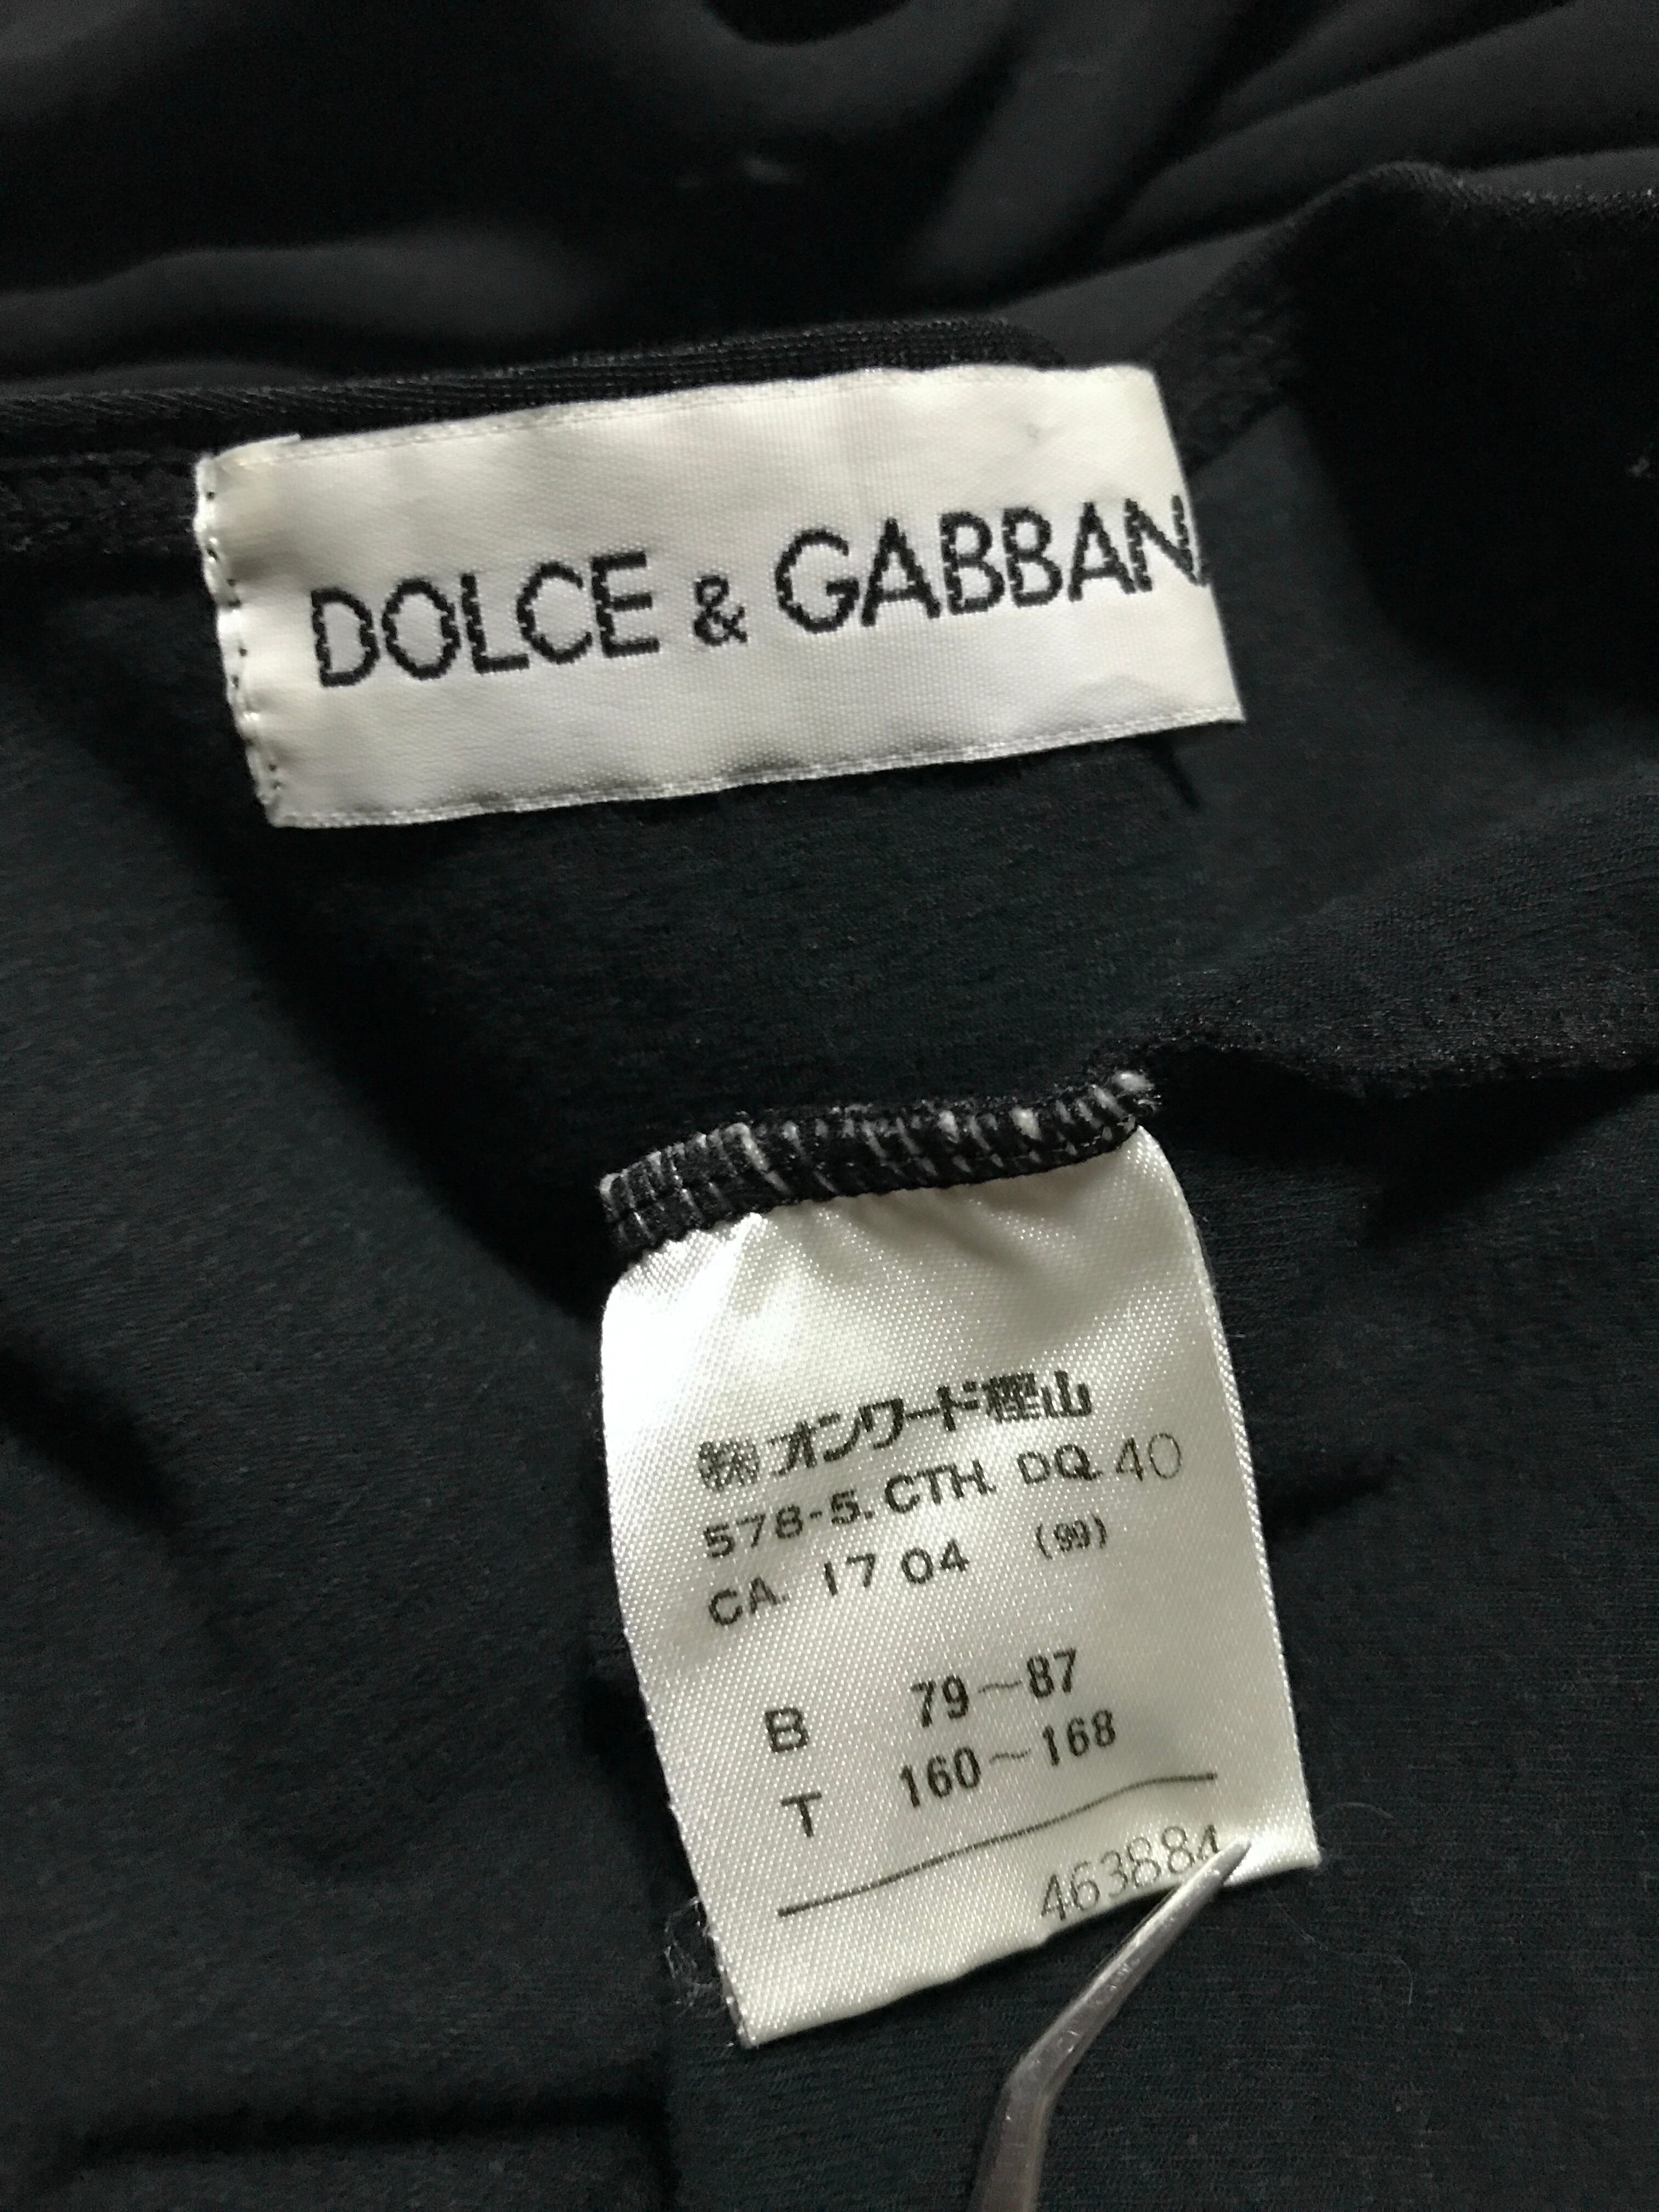 DOLCE & GABBAN
㈱オンワード樫山
578-5. CTH. DQ. 40
CA. 17 04 (99)
B 79〜87
T 160〜168
463884